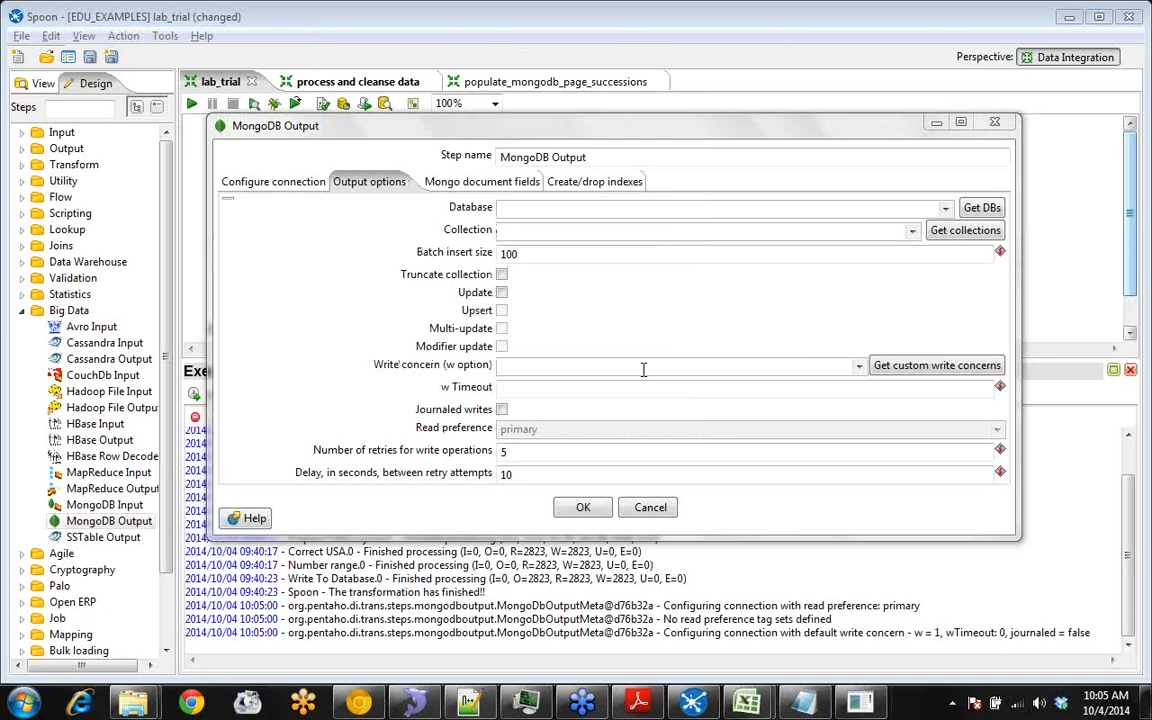 Spoon - [EDU_EXAMPLES] lab_trial (changed)
File Edit View Action Tools Help
Perspective: Data Integration
View Design
lab_trial process and cleanse data populate_mongodb_page_successions
Steps
100%
Input
Output
Transform
Utility
Flow
Scripting
Lookup
Joins
Data Warehouse
Validation
Statistics
Big Data
Avro Input
Cassandra Input
Cassandra Output
CouchDb Input
Hadoop File Input
Hadoop File Outpu
HBase Input
HBase Output
HBase Row Decode
MapReduce Input
MapReduce Output
MongoDB Input
MongoDB Output
SSTable Output
Agile
Cryptography
Palo
Open ERP
Job
Mapping
Bulk loading
MongoDB Output
Step name MongoDB Output
Configure connection Output options Mongo document fields Create/drop indexes
Database Get DBs
Collection Get collections
Batch insert size 100
Truncate collection
Update
Upsert
Multi-update
Modifier update
Write concern (w option) Get custom write concerns
w Timeout
Journaled writes
Read preference primary
Number of retries for write operations 5
Delay, in seconds, between retry attempts 10
OK Cancel
Help
Exe
2014/10/04 09:40:17 - Correct USA.0 - Finished processing (I=0, O=0, R=2823, W=2823, U=0, E=0)
2014/10/04 09:40:17 - Number range.0 - Finished processing (I=0, O=0, R=2823, W=2823, U=0, E=0)
2014/10/04 09:40:23 - Write To Database.0 - Finished processing (I=0, O=2823, R=2823, W=2823, U=0, E=0)
2014/10/04 09:40:23 - Spoon - The transformation has finished!!
2014/10/04 10:05:00 - org.pentaho.di.trans.steps.mongodboutput.MongoDbOutputMeta@d76b32a - Configuring connection with read preference: primary
2014/10/04 10:05:00 - org.pentaho.di.trans.steps.mongodboutput.MongoDbOutputMeta@d76b32a - No read preference tag sets defined
2014/10/04 10:05:00 - org.pentaho.di.trans.steps.mongodboutput.MongoDbOutputMeta@d76b32a - Configuring connection with default write concern - w = 1, wTimeout: 0, journaled = false
10:05 AM
10/4/2014